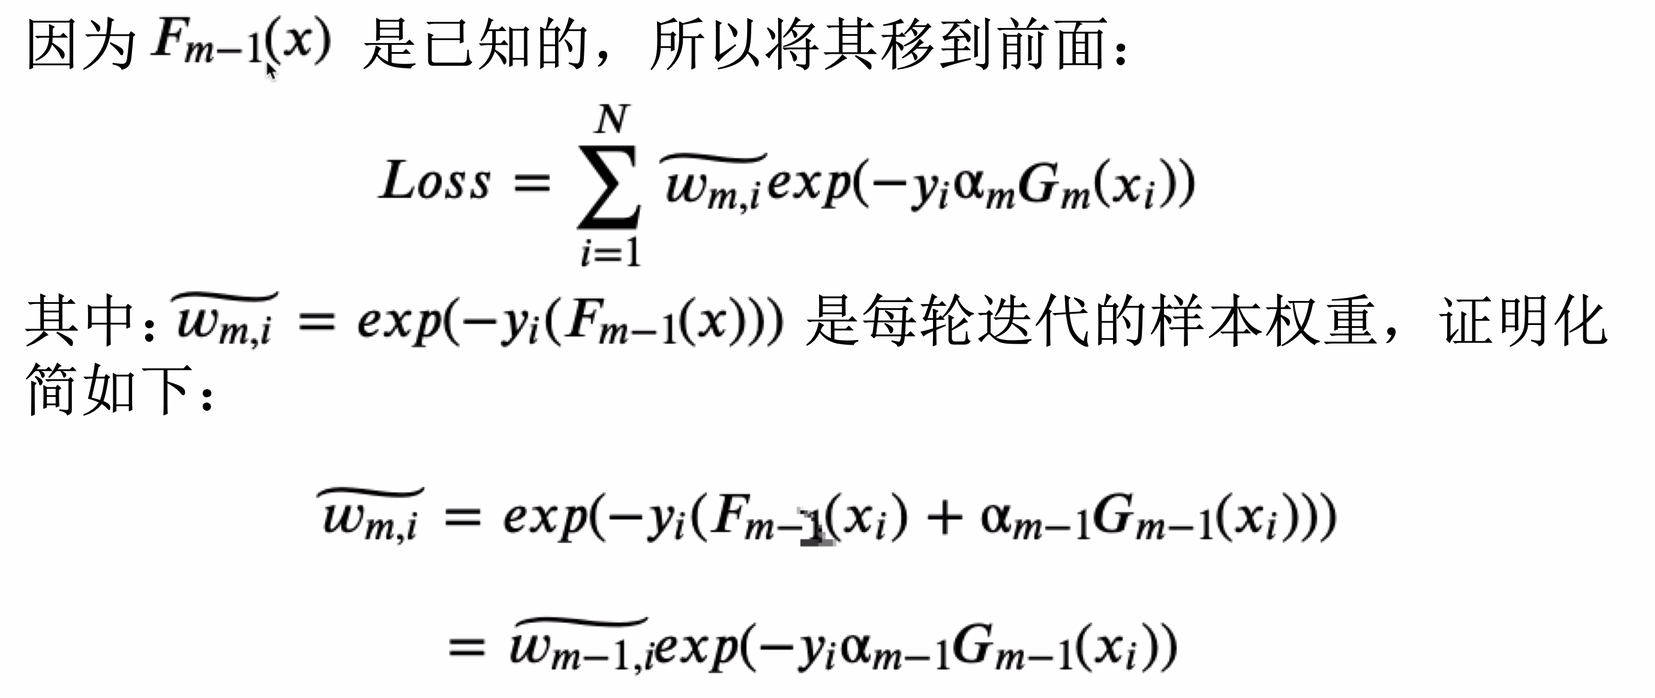 因为 F_{m-1}(x) 是已知的，所以将其移到前面：
Loss = \sum_{i=1}^{N} \widetilde{w_{m,i}} exp(-y_i α_m G_m(x_i))
其中：\widetilde{w_{m,i}} = exp(-y_i(F_{m-1}(x))) 是每轮迭代的样本权重，证明化
简如下：
\widetilde{w_{m,i}} = exp(-y_i(F_{m-1}(x_i) + α_{m-1}G_{m-1}(x_i)))
= \widetilde{w_{m-1,i}} exp(-y_i α_{m-1}G_{m-1}(x_i))